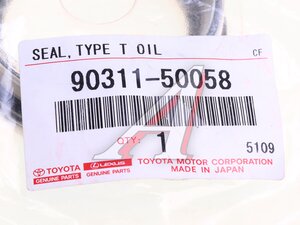 SEAL, TYPE T OIL CF
90311-50058
QTY: 1 5109
TOYOTA LEXUS TOYOTA MOTOR CORPORATION
GENUINE PARTS GENUINE PARTS MADE IN JAPAN